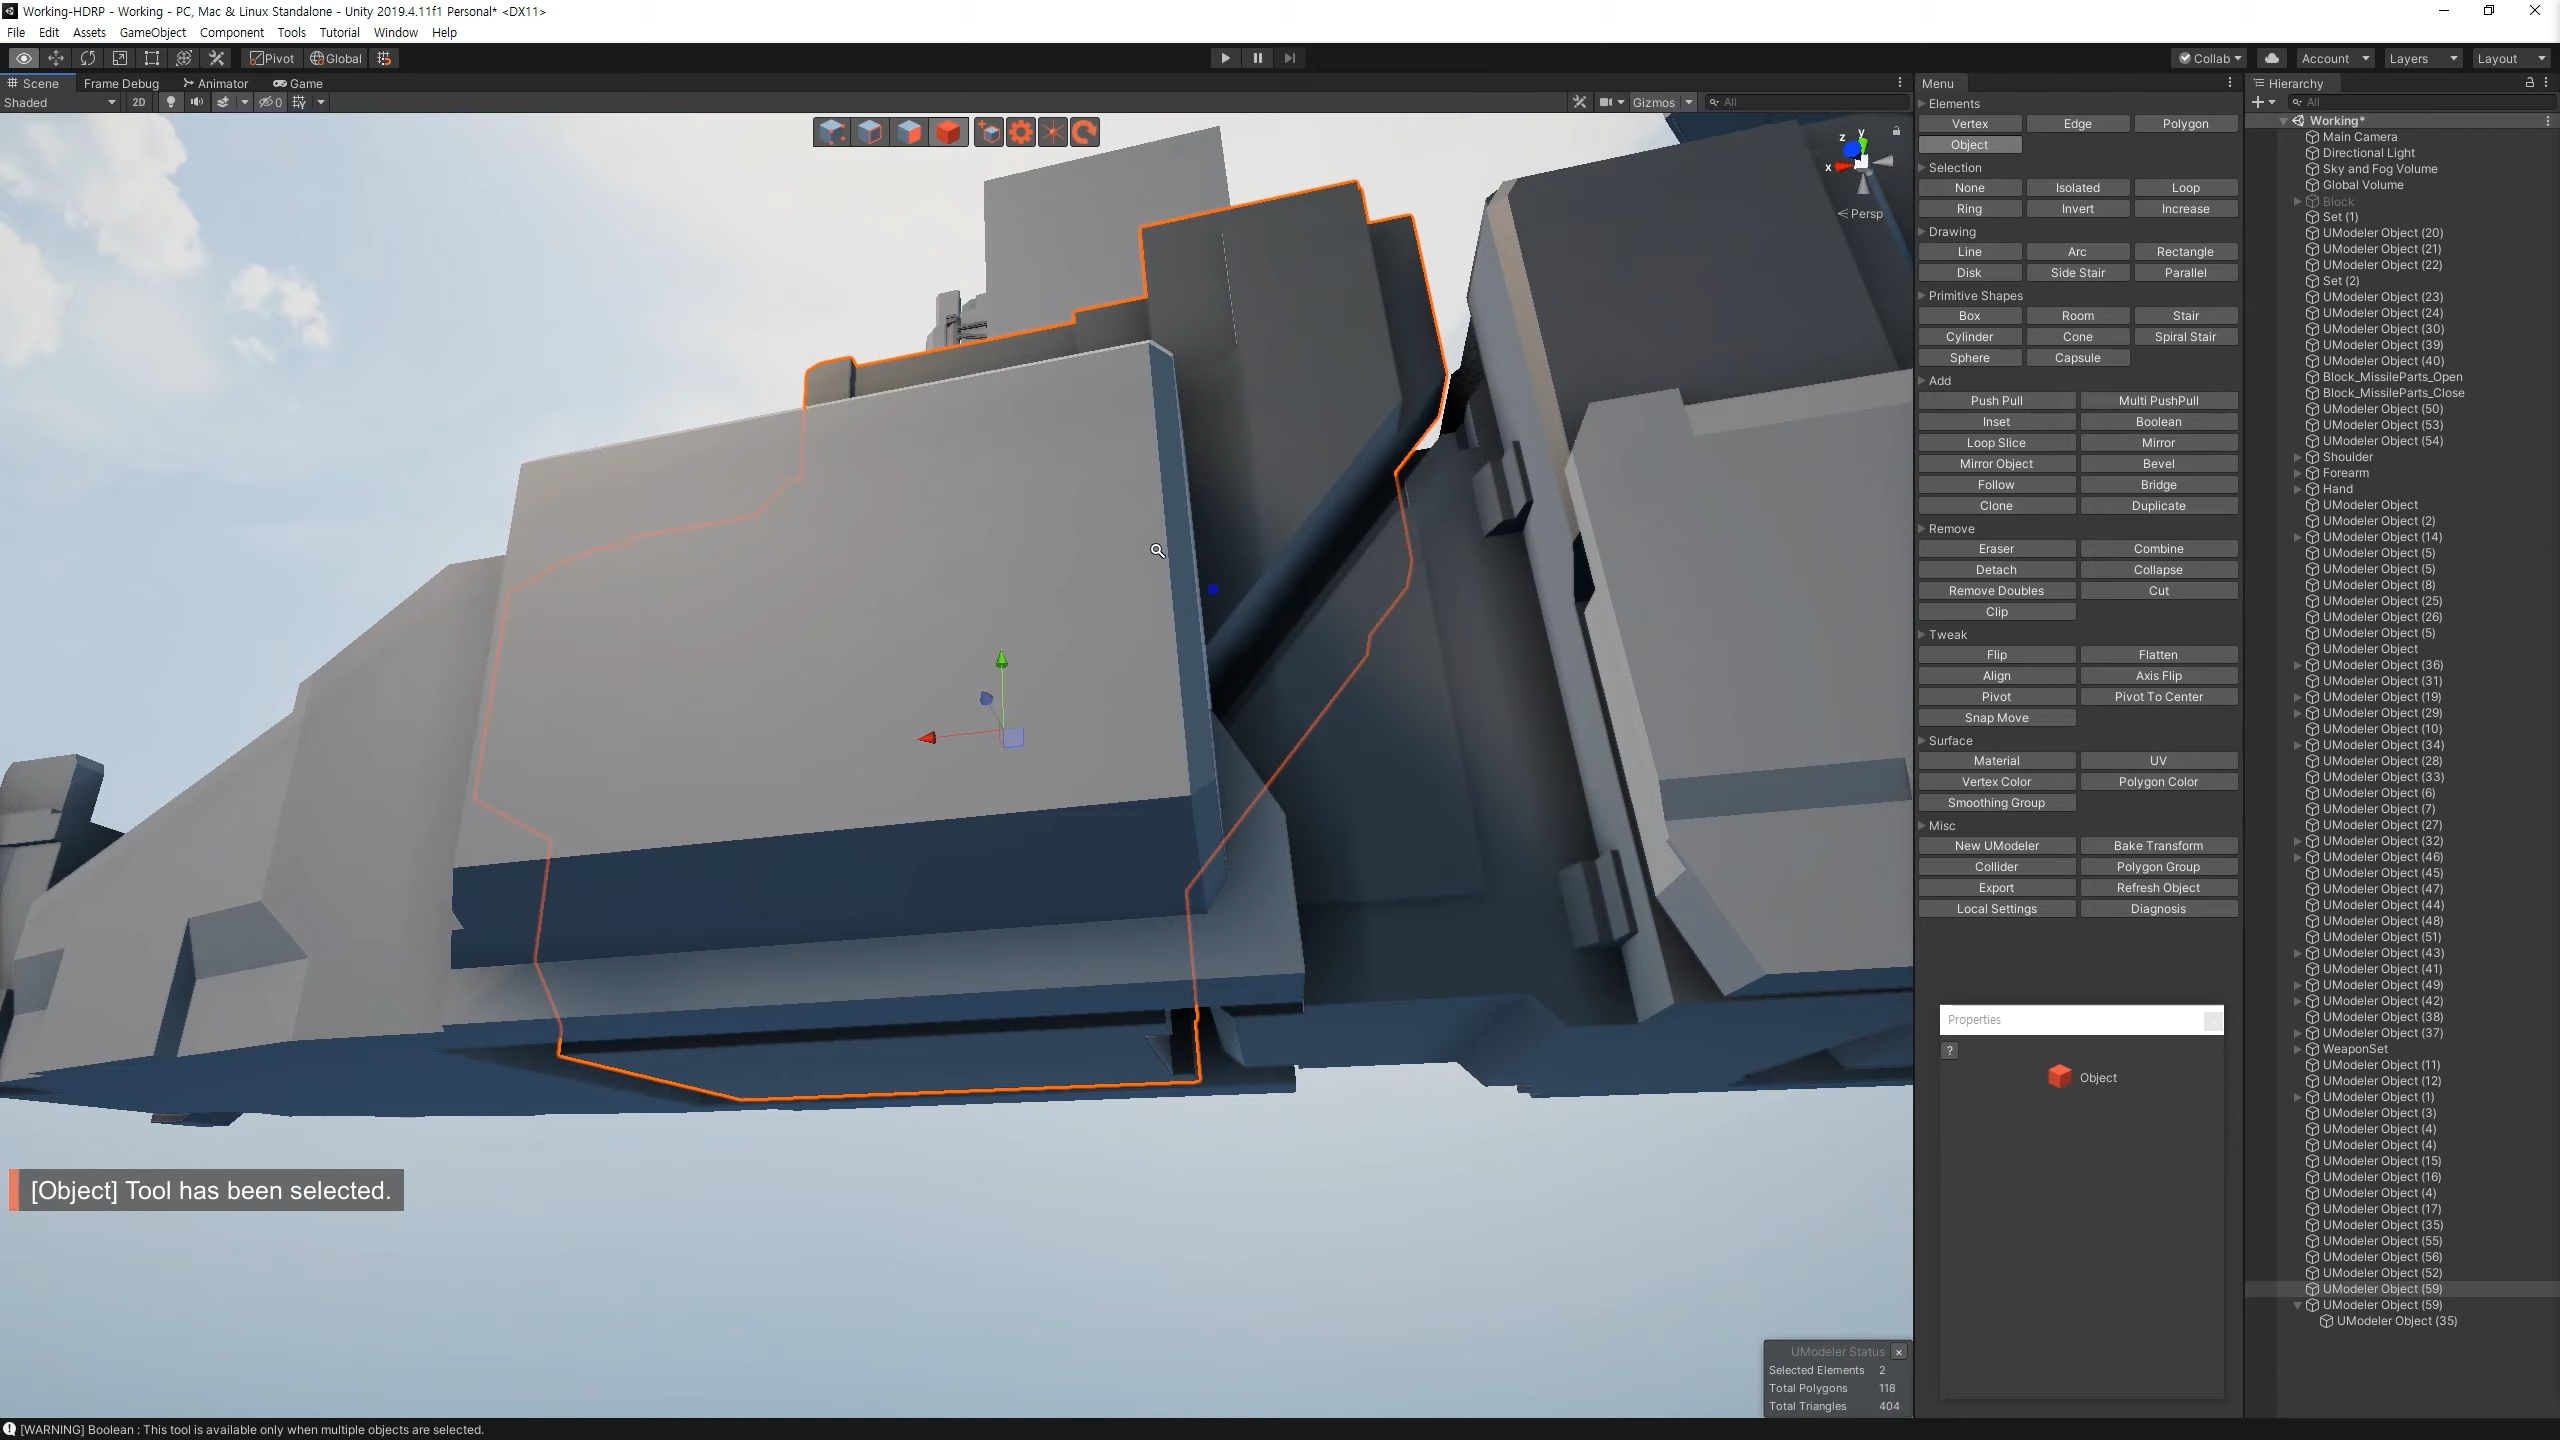 Working-HDRP - Working - PC, Mac & Linux Standalone - Unity 2019.4.11f1 Personal* <DX11>
File Edit Assets GameObject Component Tools Tutorial Window Help
Pivot Global Collab Account Layers Layout
Scene Frame Debug Animator Game
Shaded 2D 0 Gizmos All
[Object] Tool has been selected.
z y x
Persp
UModeler Status
Selected Elements 2
Total Polygons 118
Total Triangles 404
Menu
Elements
Vertex Edge Polygon
Object
Selection
None Isolated Loop
Ring Invert Increase
Drawing
Line Arc Rectangle
Disk Side Stair Parallel
Primitive Shapes
Box Room Stair
Cylinder Cone Spiral Stair
Sphere Capsule
Add
Push Pull Multi PushPull
Inset Boolean
Loop Slice Mirror
Mirror Object Bevel
Follow Bridge
Clone Duplicate
Remove
Eraser Combine
Detach Collapse
Remove Doubles Cut
Clip
Tweak
Flip Flatten
Align Axis Flip
Pivot Pivot To Center
Snap Move
Surface
Material UV
Vertex Color Polygon Color
Smoothing Group
Misc
New UModeler Bake Transform
Collider Polygon Group
Export Refresh Object
Local Settings Diagnosis
Properties
?
Object
Hierarchy
All
Working*
Main Camera
Directional Light
Sky and Fog Volume
Global Volume
Block
Set (1)
UModeler Object (20)
UModeler Object (21)
UModeler Object (22)
Set (2)
UModeler Object (23)
UModeler Object (24)
UModeler Object (30)
UModeler Object (39)
UModeler Object (40)
Block_MissileParts_Open
Block_MissileParts_Close
UModeler Object (50)
UModeler Object (53)
UModeler Object (54)
Shoulder
Forearm
Hand
UModeler Object
UModeler Object (2)
UModeler Object (14)
UModeler Object (5)
UModeler Object (5)
UModeler Object (8)
UModeler Object (25)
UModeler Object (26)
UModeler Object (5)
UModeler Object
UModeler Object (36)
UModeler Object (31)
UModeler Object (19)
UModeler Object (29)
UModeler Object (10)
UModeler Object (34)
UModeler Object (28)
UModeler Object (33)
UModeler Object (6)
UModeler Object (7)
UModeler Object (27)
UModeler Object (32)
UModeler Object (46)
UModeler Object (45)
UModeler Object (47)
UModeler Object (44)
UModeler Object (48)
UModeler Object (51)
UModeler Object (43)
UModeler Object (41)
UModeler Object (49)
UModeler Object (42)
UModeler Object (38)
UModeler Object (37)
WeaponSet
UModeler Object (11)
UModeler Object (12)
UModeler Object (1)
UModeler Object (3)
UModeler Object (4)
UModeler Object (4)
UModeler Object (15)
UModeler Object (16)
UModeler Object (4)
UModeler Object (17)
UModeler Object (35)
UModeler Object (55)
UModeler Object (56)
UModeler Object (52)
UModeler Object (59)
UModeler Object (59)
UModeler Object (35)
[WARNING] Boolean : This tool is available only when multiple objects are selected.